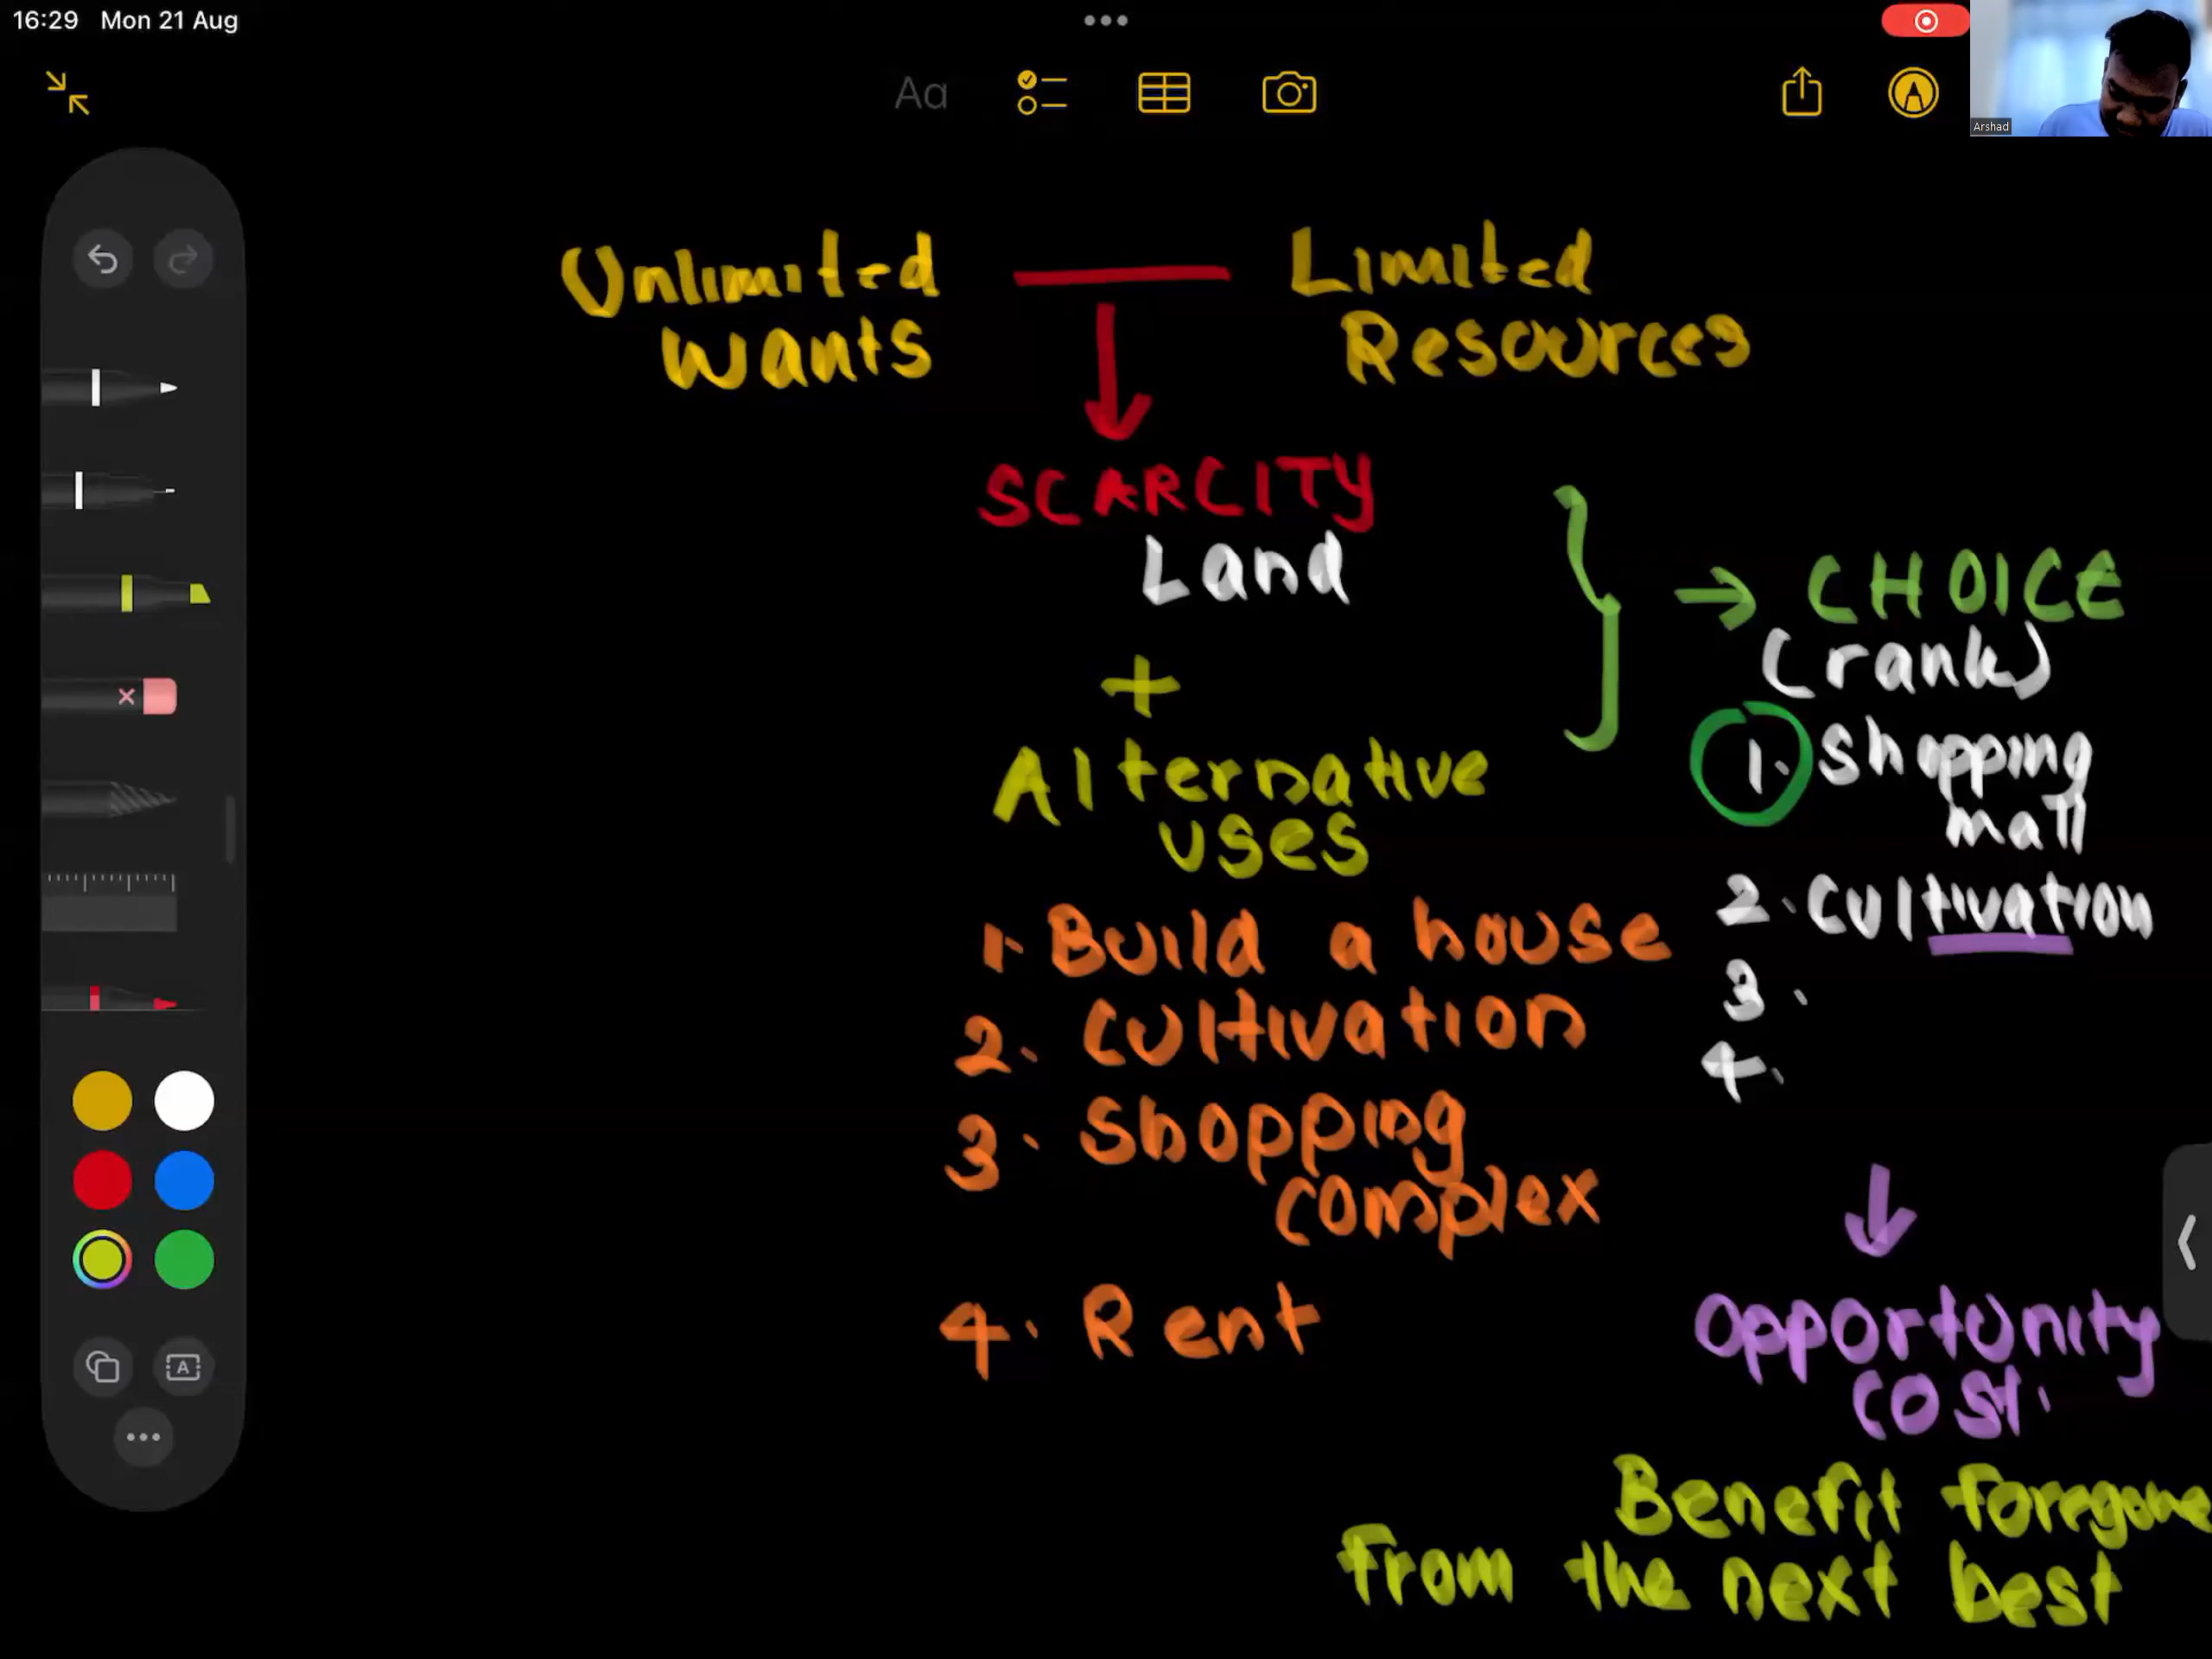 16:29 Mon 21 Aug
Aa
Arshad
Unlimited
wants
Limited
Resources
SCARCITY
Land
+
Alternative
uses
1. Build a house
2. Cultivation
3. Shopping
complex
4. Rent
CHOICE
(rank)
1. Shopping
mall
2. Cultivation
3.
4.
Opportunity
cost.
Benefit foregone
from the next best
A